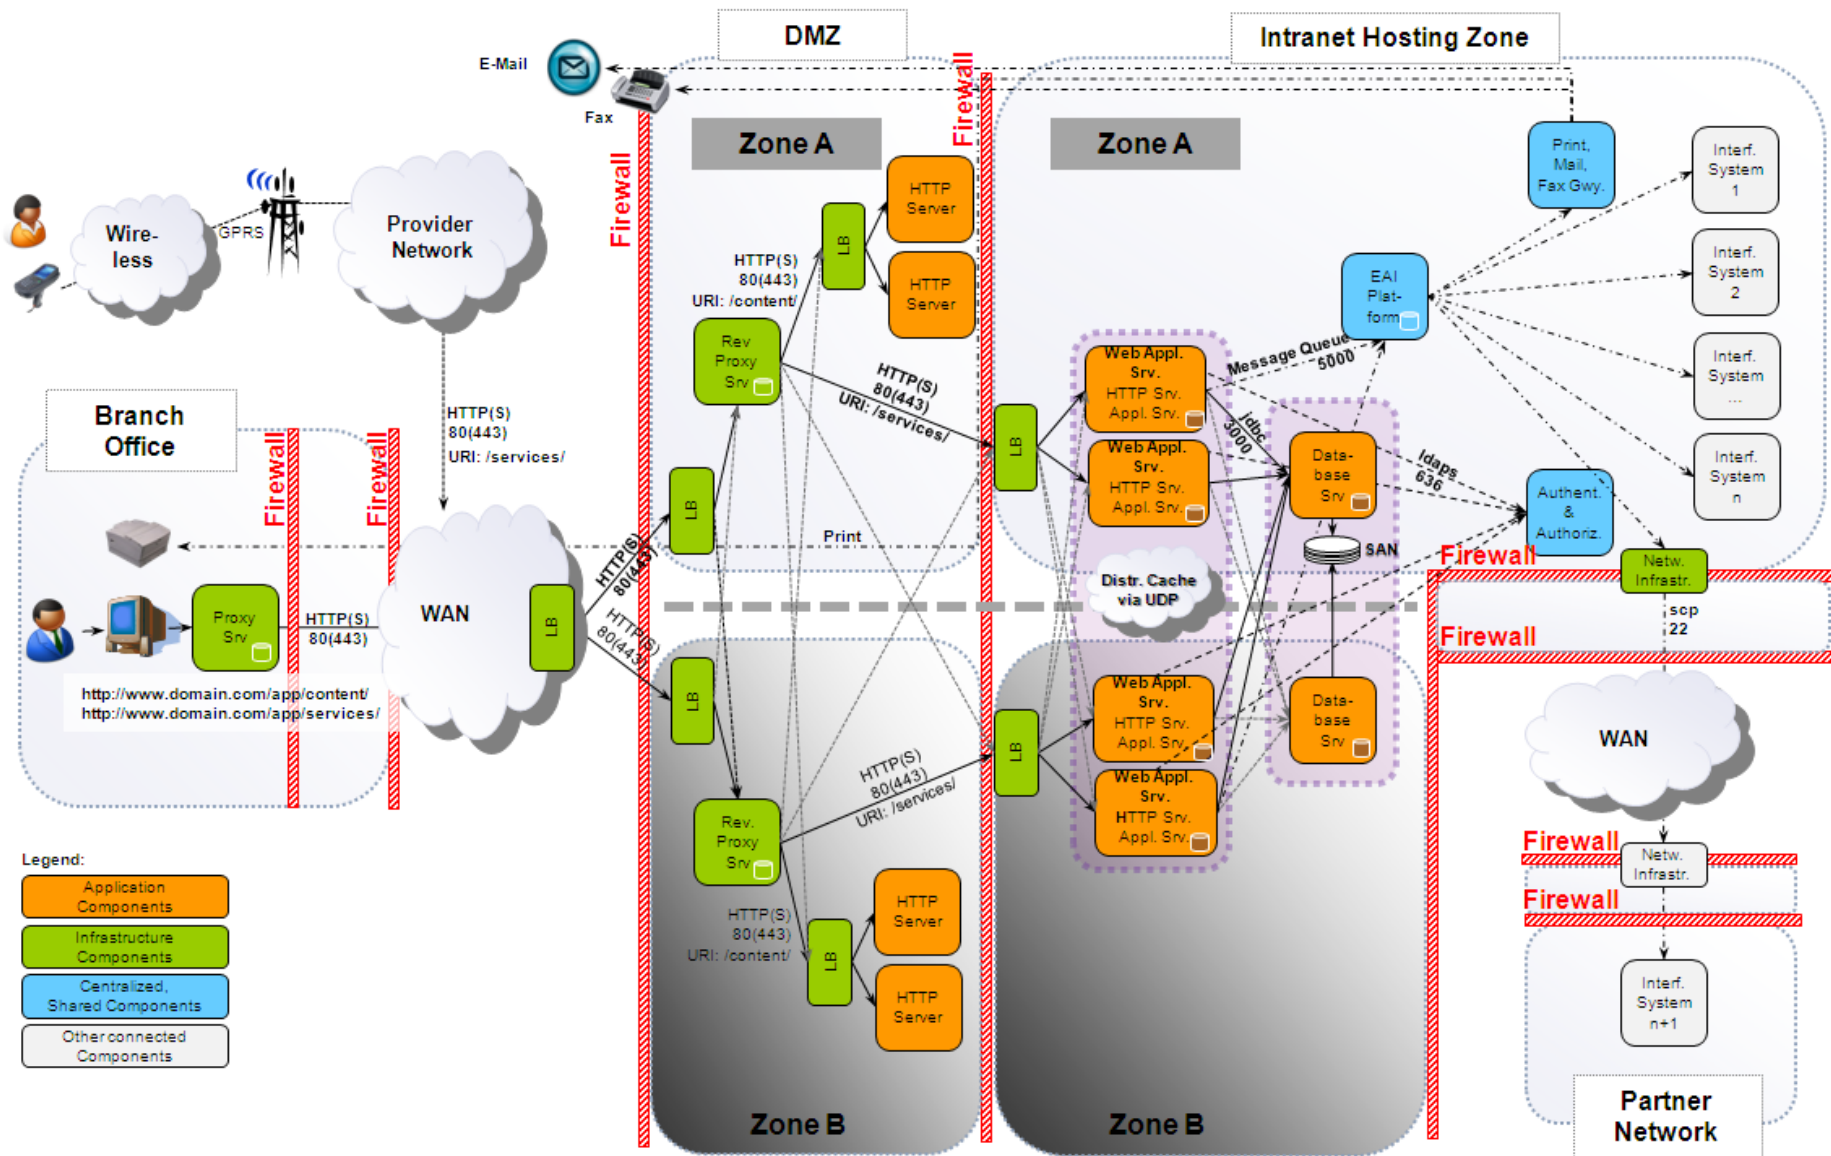 DMZ
Intranet Hosting Zone
E-Mail
Fax
Firewall
Firewall
Zone A
Zone A
HTTP
Server
HTTP
Server
LB
Print,
Mail,
Fax Gwy.
Interf.
System
1
Interf.
System
2
Interf.
System
...
Interf.
System
n
Wire-
less
GPRS
Provider
Network
HTTP(S)
80(443)
URI: /content/
Rev
Proxy
Srv
HTTP(S)
80(443)
URI: /services/
EAI
Plat-
form
Message Queue
5000
Web Appl.
Srv.
HTTP Srv.
Appl. Srv.
Web Appl.
Srv.
HTTP Srv.
Appl. Srv.
jdbc
3000
Data-
base
Srv
ldaps
636
Authent.
&
Authoriz.
SAN
LB
LB
Print
HTTP(S)
80(443)
URI: /services/
Branch
Office
Firewall
Firewall
Proxy
Srv
HTTP(S)
80(443)
WAN
LB
HTTP(S)
80(443)
HTTP(S)
80(443)
http://www.domain.com/app/content/
http://www.domain.com/app/services/
Distr. Cache
via UDP
Firewall
Netw.
Infrastr.
Firewall
scp
22
WAN
LB
LB
Web Appl.
Srv.
HTTP Srv.
Appl. Srv.
Web Appl.
Srv.
HTTP Srv.
Appl. Srv.
Data-
base
Srv
HTTP(S)
80(443)
URI: /services/
Rev.
Proxy
Srv
HTTP(S)
80(443)
URI: /content/
LB
HTTP
Server
HTTP
Server
Zone B
Zone B
Firewall
Netw.
Infrastr.
Firewall
Interf.
System
n+1
Partner
Network
Legend:
Application
Components
Infrastructure
Components
Centralized,
Shared Components
Other connected
Components